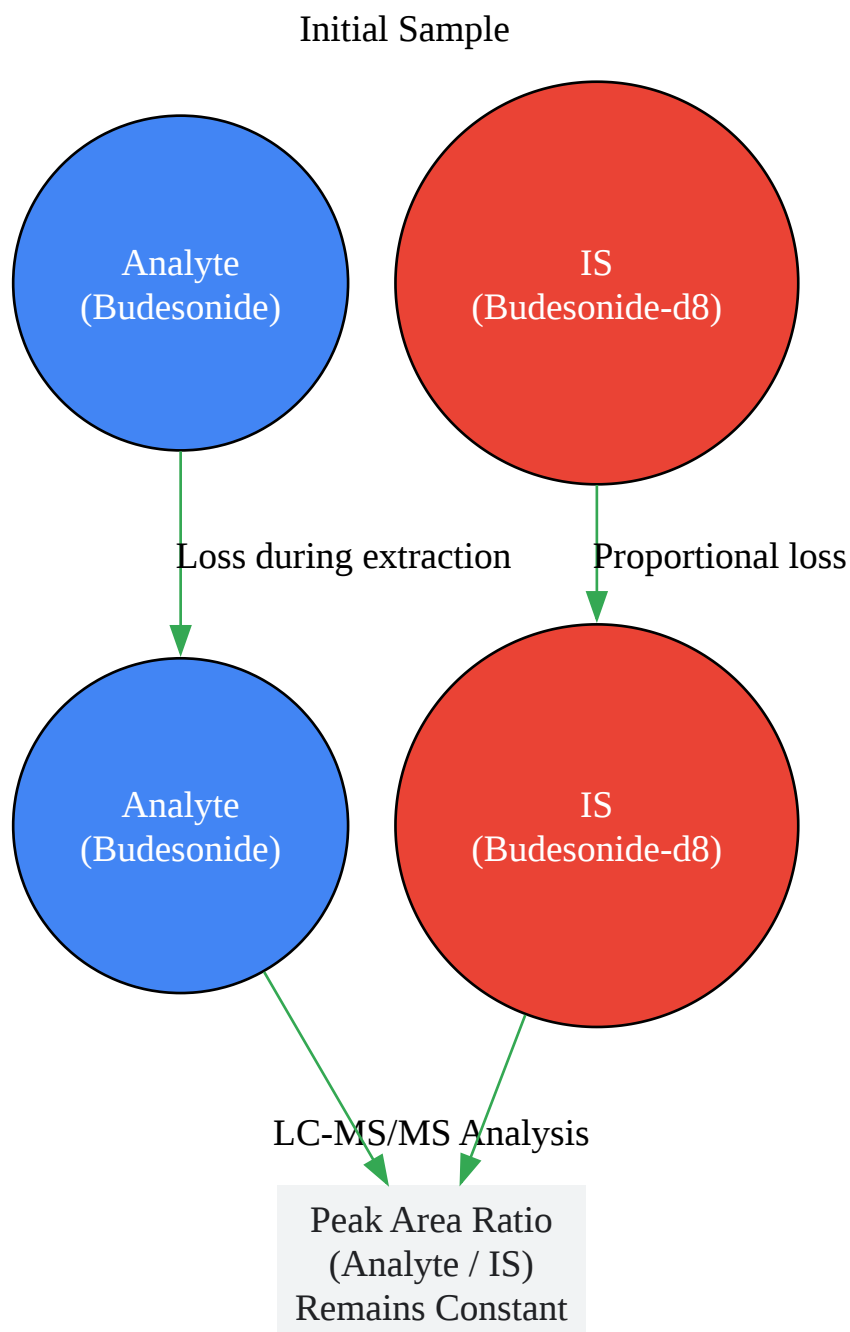 Initial Sample
Analyte
(Budesonide)
IS
(Budesonide-d8)
Loss during extraction
Proportional loss
Analyte
(Budesonide)
IS
(Budesonide-d8)
LC-MS/MS Analysis
Peak Area Ratio
(Analyte / IS)
Remains Constant